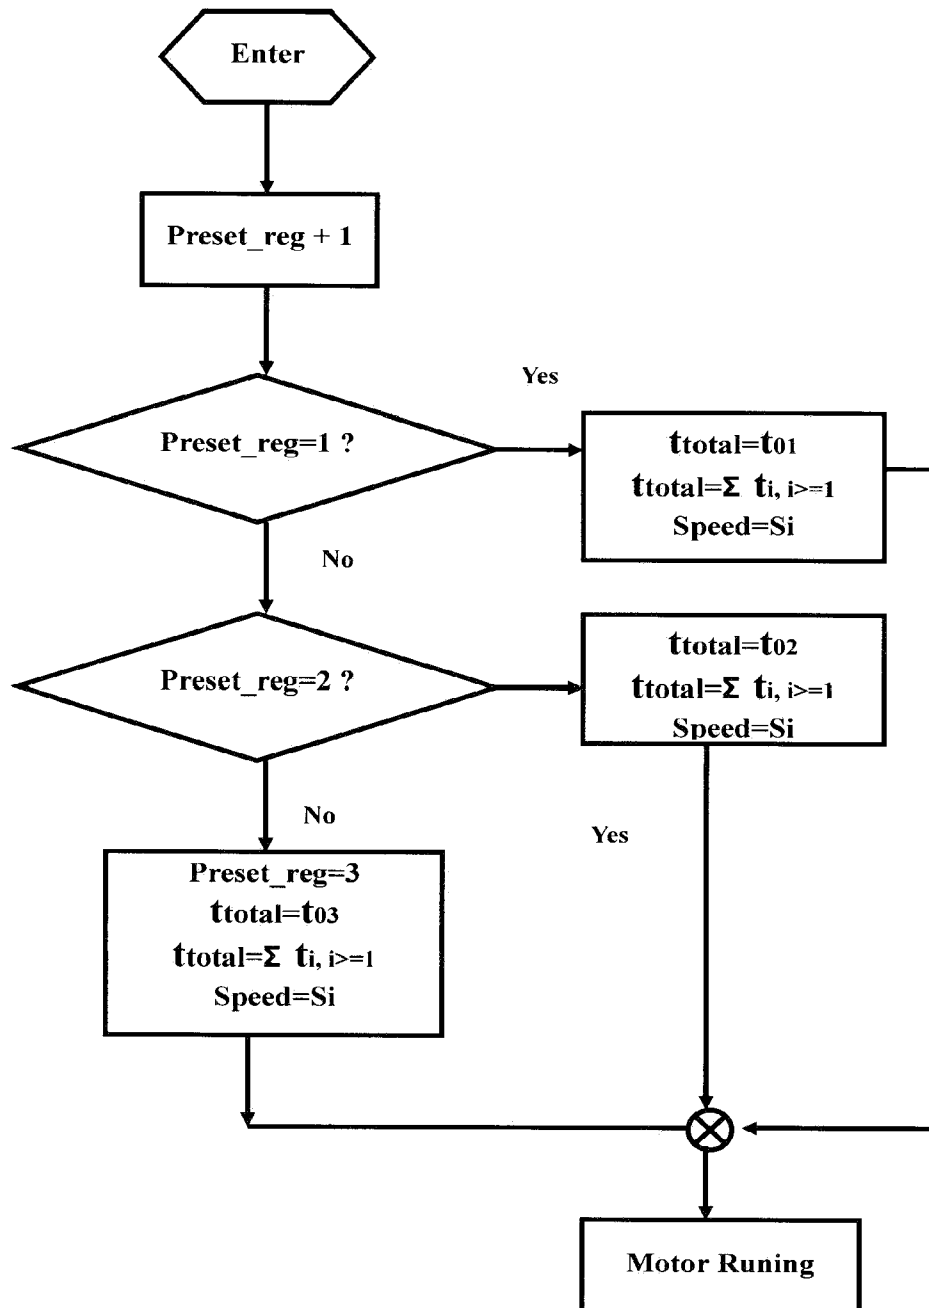 Enter
Preset_reg + 1
Yes
Preset_reg=1 ?
ttotal=t01
ttotal=Σ ti, i>=1
Speed=Si
No
Preset_reg=2 ?
ttotal=t02
ttotal=Σ ti, i>=1
Speed=Si
No
Yes
Preset_reg=3
ttotal=t03
ttotal=Σ ti, i>=1
Speed=Si
Motor Runing